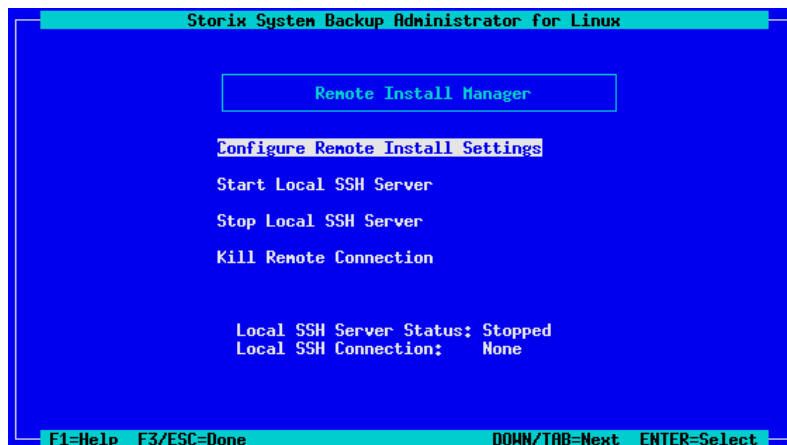 Storix System Backup Administrator for Linux
Remote Install Manager
Configure Remote Install Settings
Start Local SSH Server
Stop Local SSH Server
Kill Remote Connection
Local SSH Server Status: Stopped
Local SSH Connection: None
F1=Help F3/ESC=Done DOWN/TAB=Next ENTER=Select